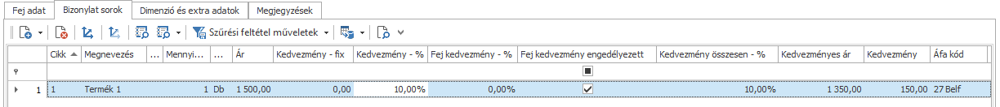 Fej adat Bizonylat sorok Dimenzió és extra adatok Megjegyzések
Szűrési feltétel műveletek
Cikk Megnevezés ... Mennyi... ... Ár Kedvezmény - fix Kedvezmény - % Fej kedvezmény - % Fej kedvezmény engedélyezett Kedvezmény összesen - % Kedvezményes ár Kedvezmény Áfa kód
1 1 Termék 1 1 Db 1 500,00 0,00 10,00% 0,00% 10,00% 1 350,00 150,00 27 Belf